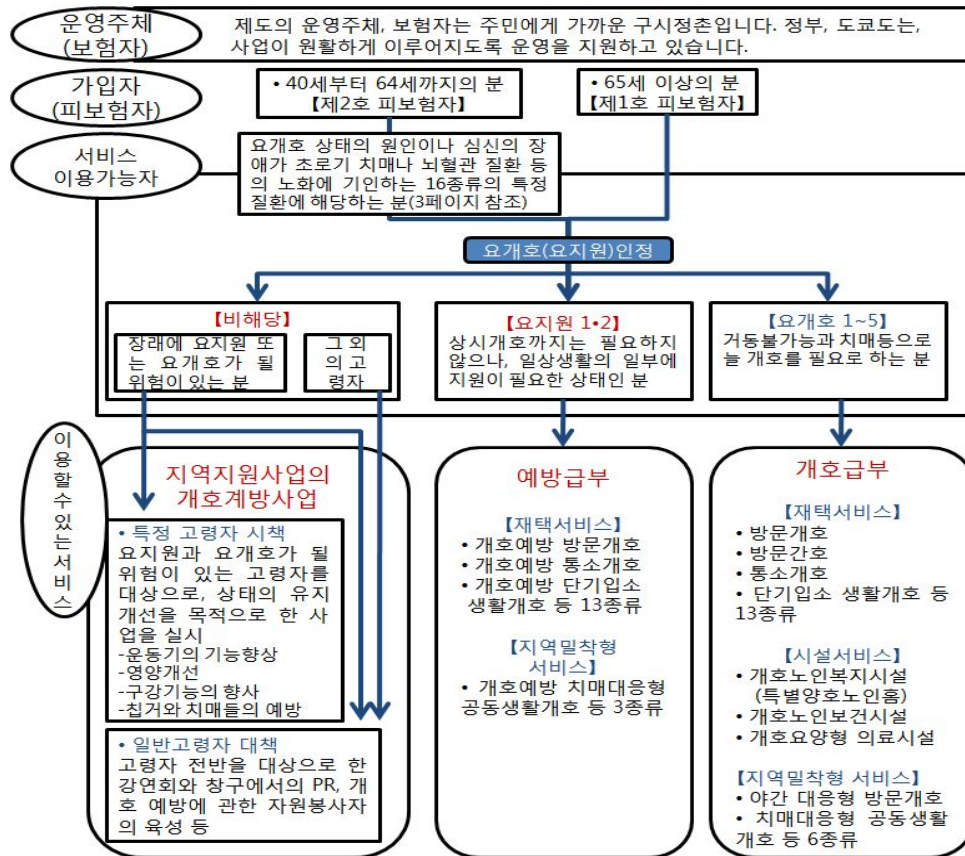 운영주체
(보험자)
제도의 운영주체, 보험자는 주민에게 가까운 구시정촌입니다. 정부, 도쿄도는,
사업이 원활하게 이루어지도록 운영을 지원하고 있습니다.
가입자
(피보험자)
• 40세부터 64세까지의 분
【제2호 피보험자】
• 65세 이상의 분
【제1호 피보험자】
서비스
이용가능자
요개호 상태의 원인이나 심신의 장
애가 초로기 치매나 뇌혈관 질환 등
의 노화에 기인하는 16종류의 특정
질환에 해당하는 분(3페이지 참조)
요개호(요지원)인정
【비해당】
장래에 요지원 또
는 요개호가 될
위험이 있는 분
그 외
의 고
령자
【요지원 1•2】
상시개호까지는 필요하지
않으나, 일상생활의 일부에
지원이 필요한 상태인 분
【요개호 1~5】
거동불가능과 치매등으로
늘 개호를 필요로 하는 분
이용할수있는서비스
지역지원사업의
개호계방사업
• 특정 고령자 시책
요지원과 요개호가 될
위험이 있는 고령자를
대상으로, 상태의 유지
개선을 목적으로 한 사
업을 실시
-운동기의 기능향상
-영양개선
-구강기능의 향사
-칩거와 치매들의 예방
• 일반고령자 대책
고령자 전반을 대상으로 한
강연회와 창구에서의 PR, 개
호 예방에 관한 자원봉사자
의 육성 등
예방급부
【재택서비스】
• 개호예방 방문개호
• 개호예방 통소개호
• 개호예방 단기입소
생활개호 등 13종류
【지역밀착형
서비스】
• 개호예방 치매대응형
공동생활개호 등 3종류
개호급부
【재택서비스】
• 방문개호
• 방문간호
• 통소개호
• 단기입소 생활개호 등
13종류
【시설서비스】
• 개호노인복지시설
(특별양호노인홈)
• 개호노인보건시설
• 개호요양형 의료시설
【지역밀착형 서비스】
• 야간 대응형 방문개호
• 치매대응형 공동생활
개호 등 6종류